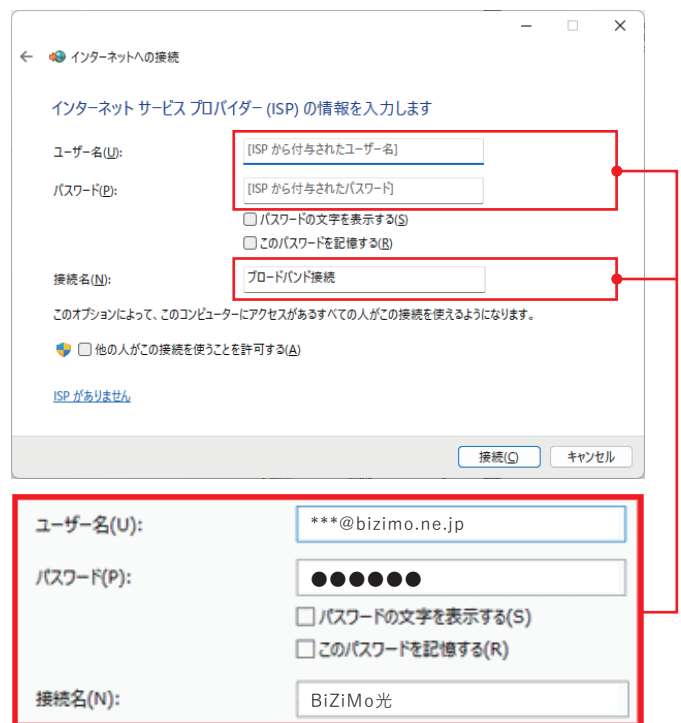 インターネットへの接続
インターネット サービス プロバイダー (ISP) の情報を入力します
ユーザー名(U):
[ISP から付与されたユーザー名]
パスワード(P):
[ISP から付与されたパスワード]
パスワードの文字を表示する(S)
このパスワードを記憶する(R)
接続名(N):
ブロードバンド接続
このオプションによって、このコンピューターにアクセスがあるすべての人がこの接続を使えるようになります。
他の人がこの接続を使うことを許可する(A)
ISP がありません
接続(C)
キャンセル
ユーザー名(U):
***@bizimo.ne.jp
パスワード(P):
●●●●●●
パスワードの文字を表示する(S)
このパスワードを記憶する(R)
接続名(N):
BiZiMo光